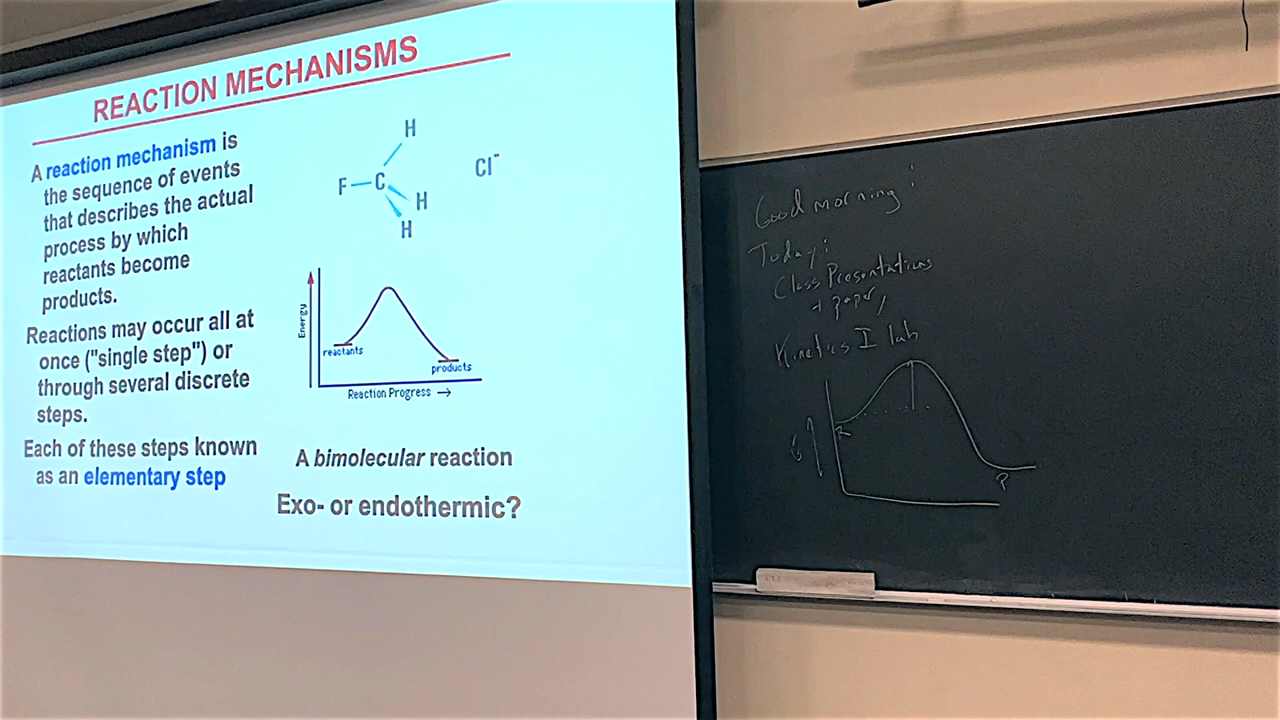 REACTION MECHANISMS
A reaction mechanism is
the sequence of events
that describes the actual
process by which
reactants become
products.
Reactions may occur all at
once ("single step") or
through several discrete
steps.
Each of these steps known
as an elementary step
H
F—C
H
H
Cl⁻
Energy
reactants
products
Reaction Progress →
A bimolecular reaction
Exo- or endothermic?
Good morning!
Today:
Class Presentations
+ paper,
Kinetics I lab
R
P